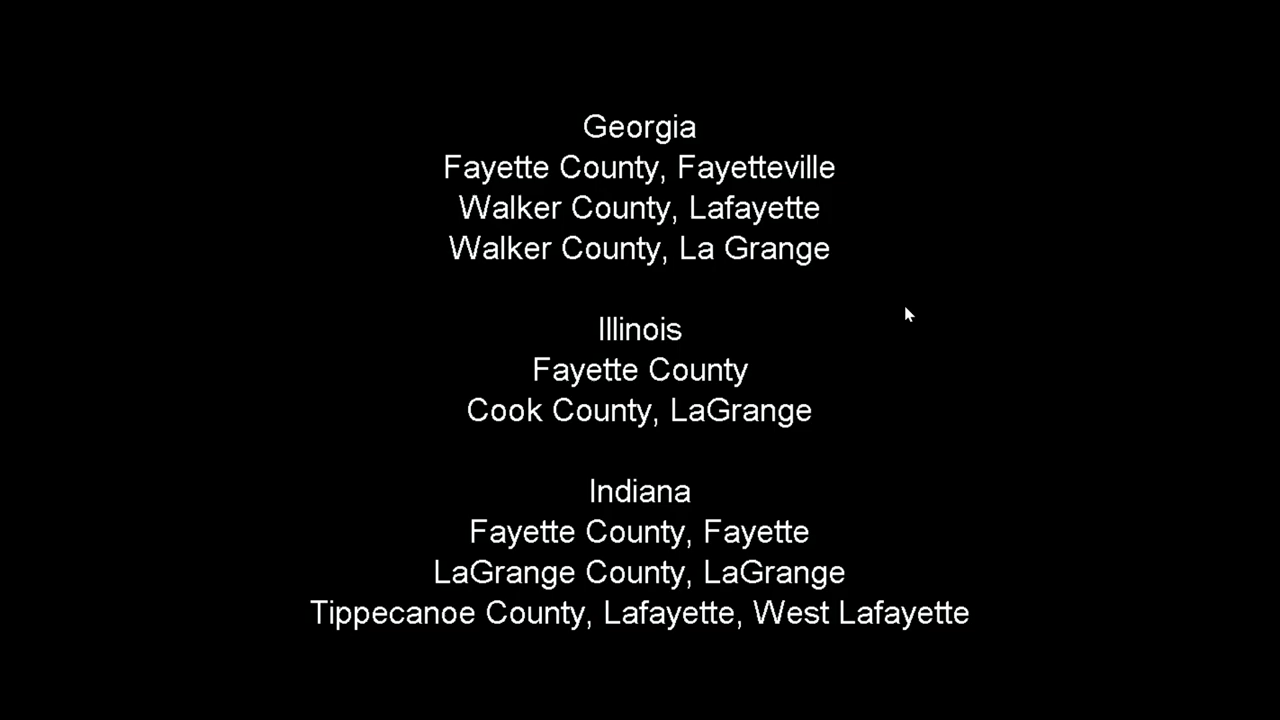 Georgia
Fayette County, Fayetteville
Walker County, Lafayette
Walker County, La Grange
Illinois
Fayette County
Cook County, LaGrange
Indiana
Fayette County, Fayette
LaGrange County, LaGrange
Tippecanoe County, Lafayette, West Lafayette